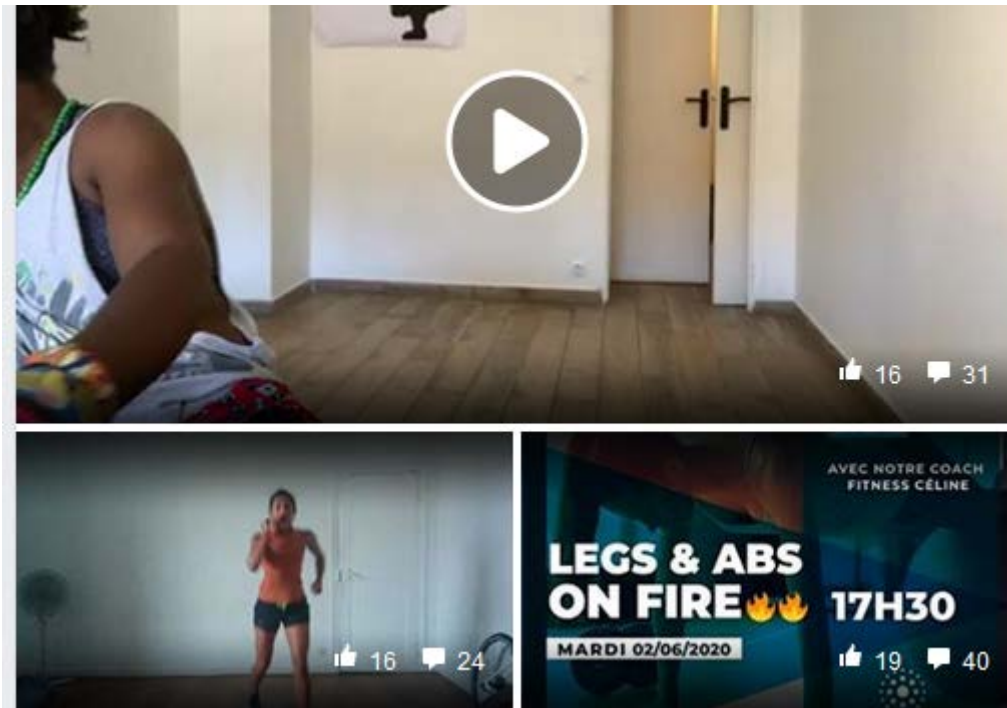 16 31
AVEC NOTRE COACH
FITNESS CÉLINE
LEGS & ABS
ON FIRE🔥🔥 17H30
MARDI 02/06/2020
16 24
19 40